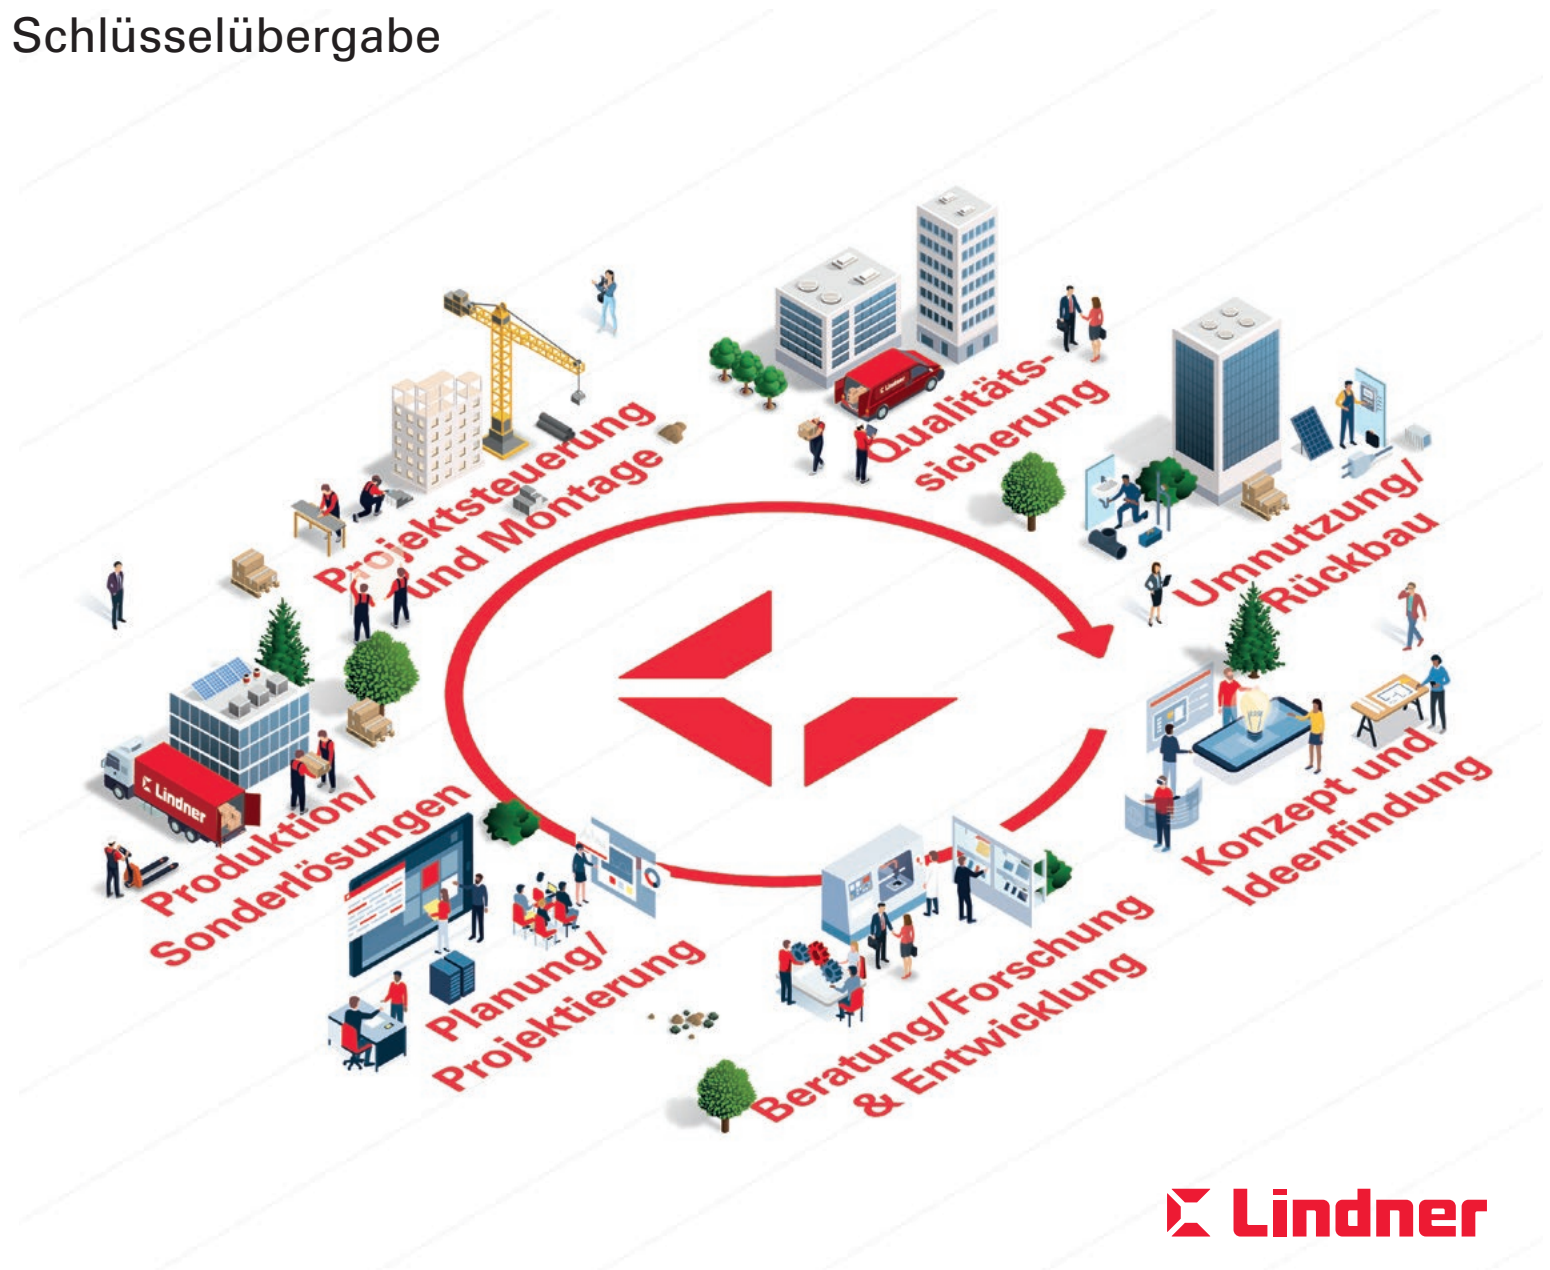 Schlüsselübergabe
Qualitäts-
sicherung
Lindner
Projektsteuerung
und Montage
Umnutzung/
Rückbau
Konzept und
Ideenfindung
Lindner
Produktion/
Sonderlösungen
Planung/
Projektierung
Beratung/Forschung
& Entwicklung
Lindner